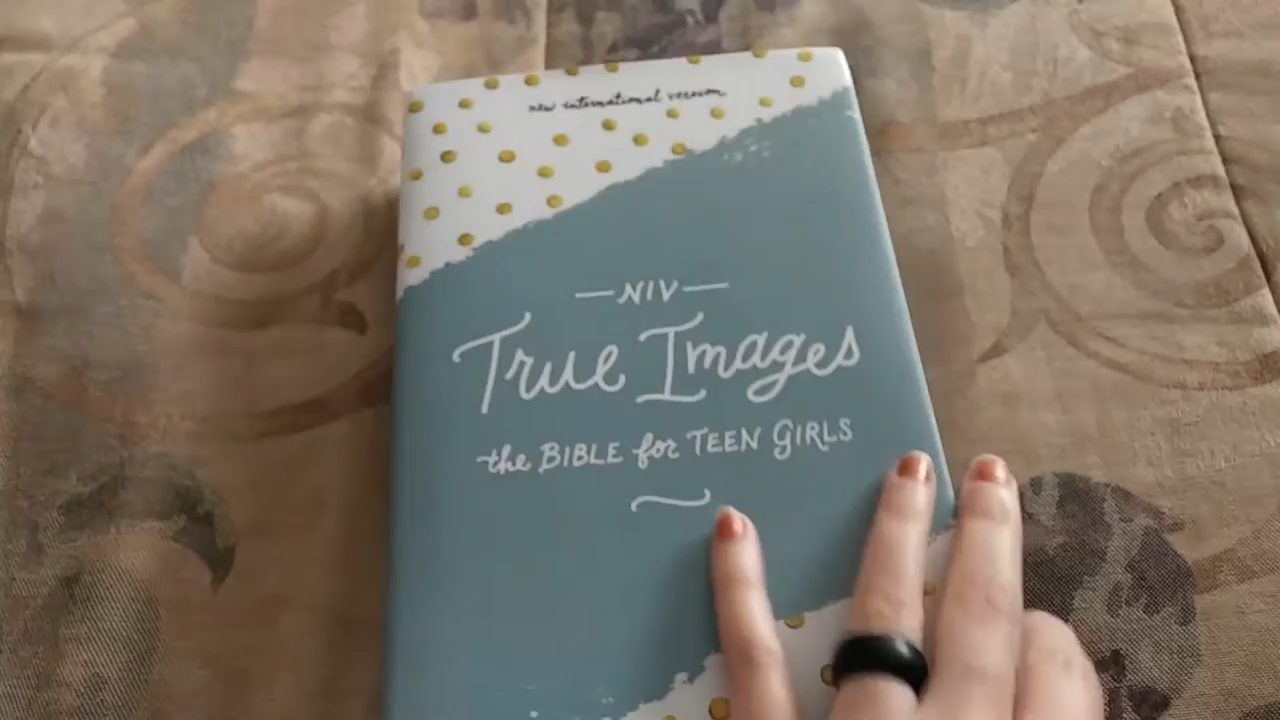 new international version
NIV
True Images
the BIBLE for TEEN GIRLS